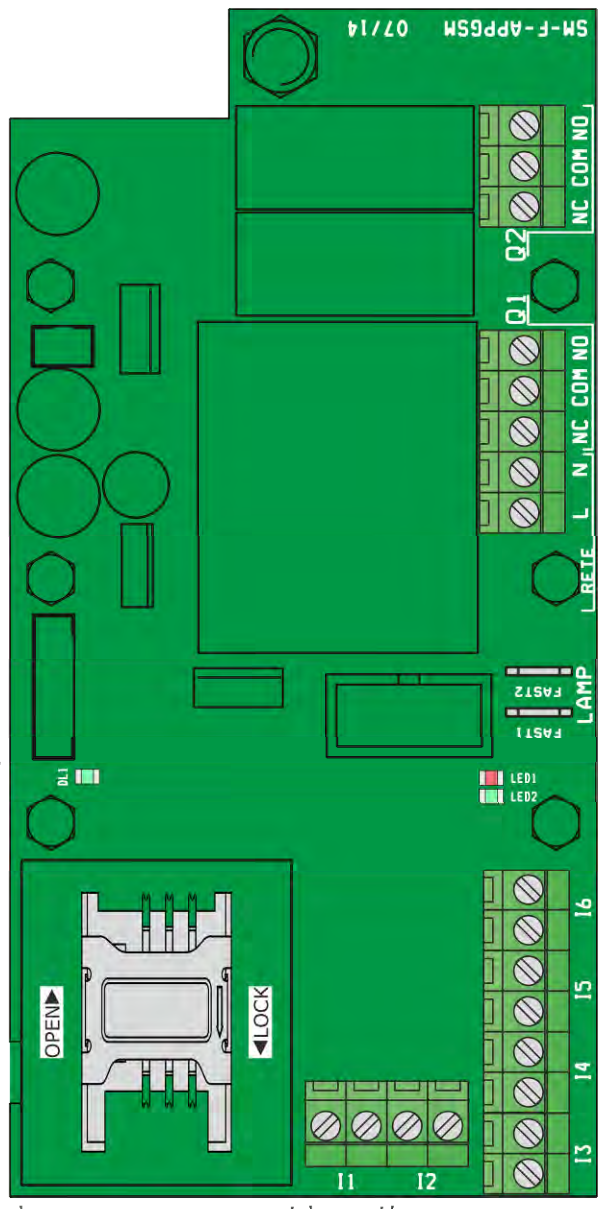 SM-F-APPGSM 07/14
NC COM NO
Q2
Q1
L N NC COM NO
RETE
LAMP
FAST2
FAST1
DL1
LED1
LED2
OPEN▶
◀LOCK
I6
I5
I4
I3
I1 I2